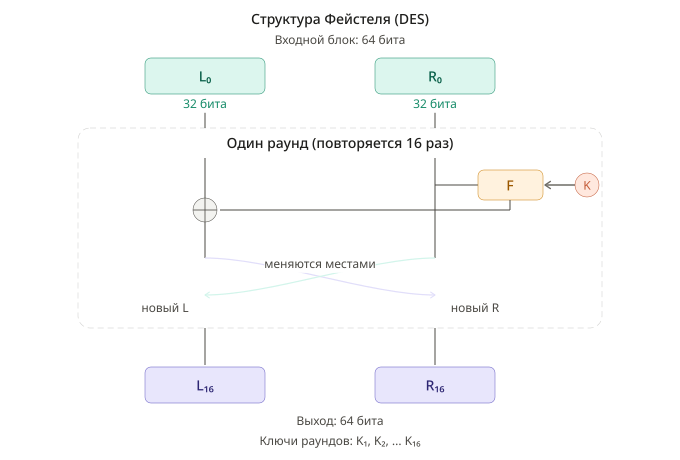 Структура Фейстеля (DES)
Входной блок: 64 бита
L₀ R₀
32 бита 32 бита
Один раунд (повторяется 16 раз)
F K
меняются местами
новый L новый R
L₁₆ R₁₆
Выход: 64 бита
Ключи раундов: K₁, K₂, ... K₁₆